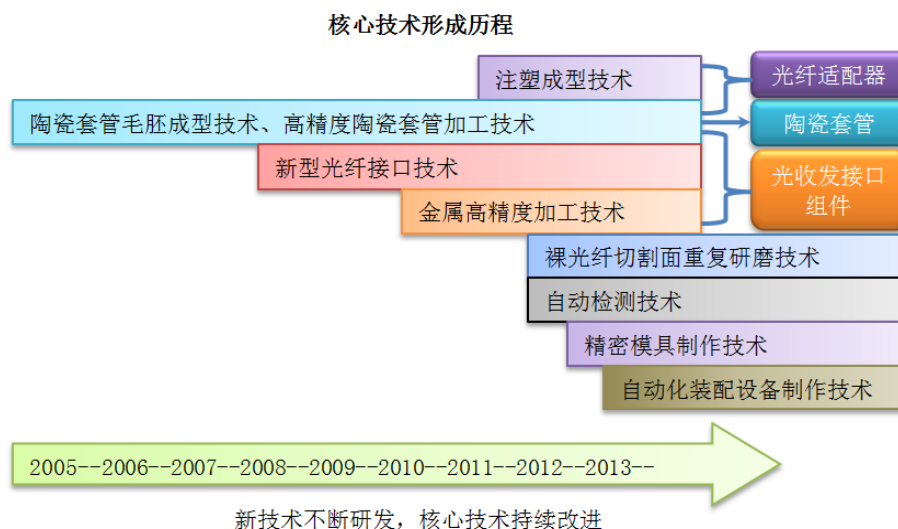 核心技术形成历程
注塑成型技术
光纤适配器
陶瓷套管毛胚成型技术、高精度陶瓷套管加工技术
陶瓷套管
新型光纤接口技术
光收发接口
组件
金属高精度加工技术
裸光纤切割面重复研磨技术
自动检测技术
精密模具制作技术
自动化装配设备制作技术
2005--2006--2007--2008--2009--2010--2011--2012--2013--
新技术不断研发，核心技术持续改进